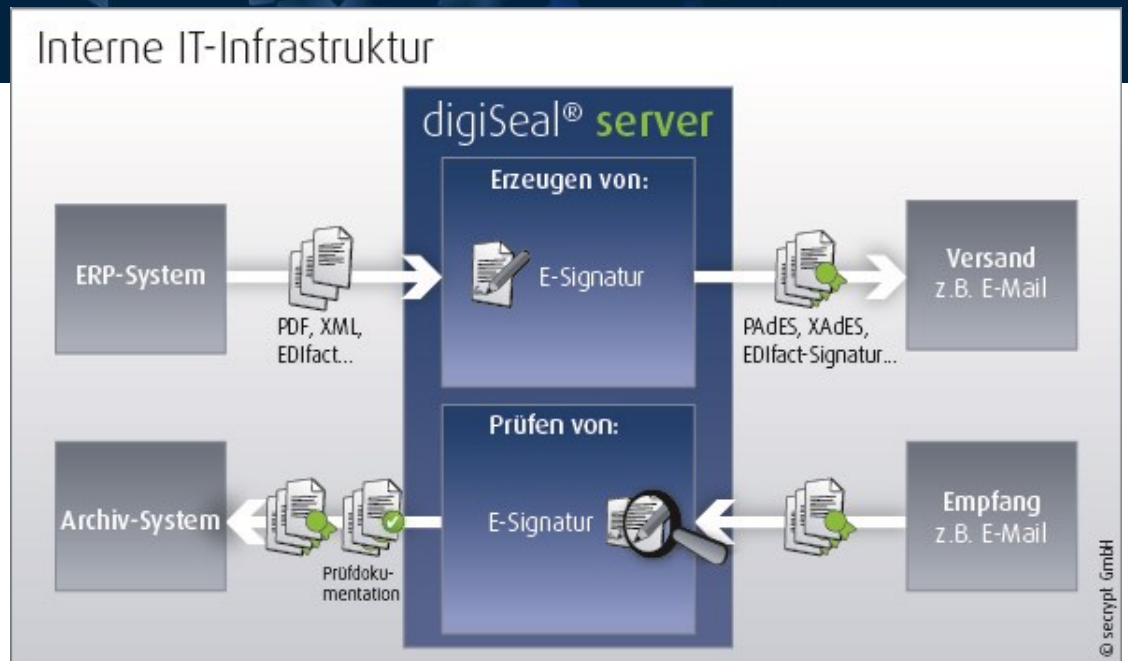 Interne IT-Infrastruktur
digiSeal® server
Erzeugen von:
ERP-System
PDF, XML,
EDIfact...
E-Signatur
PAdES, XAdES,
EDIfact-Signatur...
Versand
z.B. E-Mail
Prüfen von:
Archiv-System
Prüfdoku-
mentation
E-Signatur
Empfang
z.B. E-Mail
© secrypt GmbH